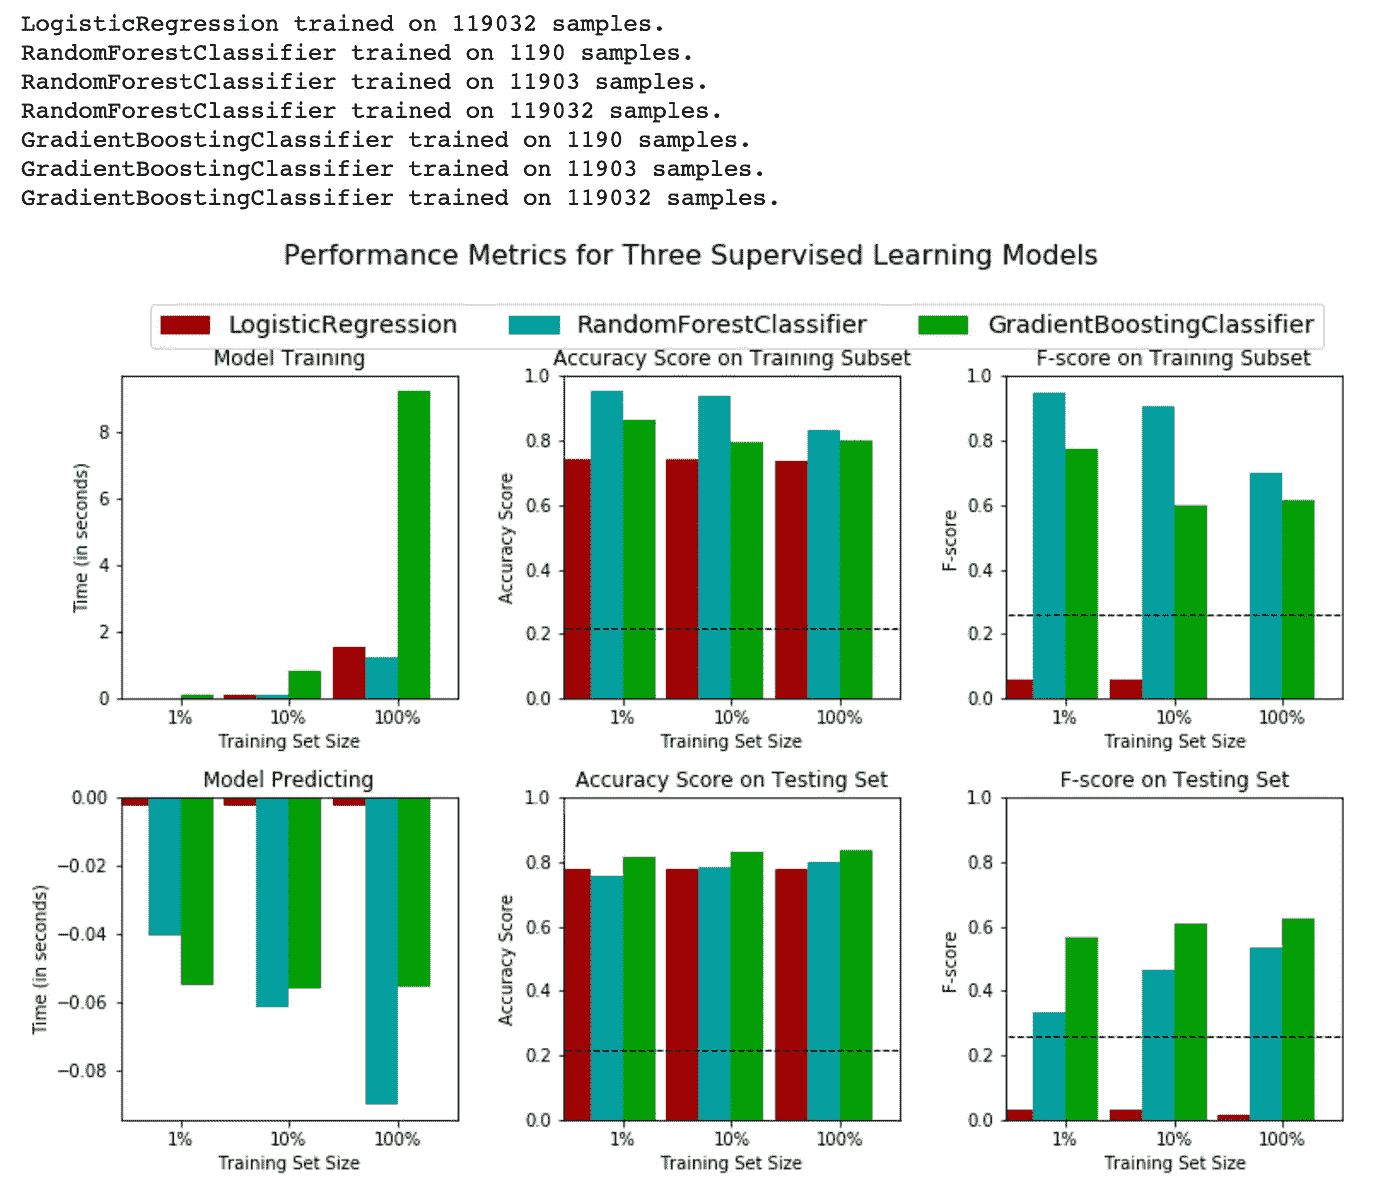 LogisticRegression trained on 119032 samples.
RandomForestClassifier trained on 1190 samples.
RandomForestClassifier trained on 11903 samples.
RandomForestClassifier trained on 119032 samples.
GradientBoostingClassifier trained on 1190 samples.
GradientBoostingClassifier trained on 11903 samples.
GradientBoostingClassifier trained on 119032 samples.
Performance Metrics for Three Supervised Learning Models
LogisticRegression RandomForestClassifier GradientBoostingClassifier
Model Training
Time (in seconds)
8
6
4
2
0
1% 10% 100%
Training Set Size
Accuracy Score on Training Subset
Accuracy Score
1.0
0.8
0.6
0.4
0.2
0.0
1% 10% 100%
Training Set Size
F-score on Training Subset
F-score
1.0
0.8
0.6
0.4
0.2
0.0
1% 10% 100%
Training Set Size
Model Predicting
Time (in seconds)
0.00
−0.02
−0.04
−0.06
−0.08
1% 10% 100%
Training Set Size
Accuracy Score on Testing Set
Accuracy Score
1.0
0.8
0.6
0.4
0.2
0.0
1% 10% 100%
Training Set Size
F-score on Testing Set
F-score
1.0
0.8
0.6
0.4
0.2
0.0
1% 10% 100%
Training Set Size